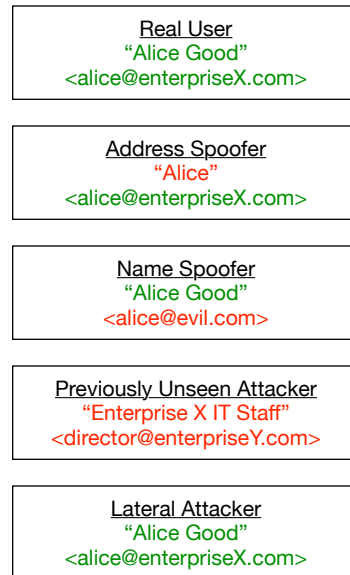 Real User
“Alice Good”
<alice@enterpriseX.com>
Address Spoofer
“Alice”
<alice@enterpriseX.com>
Name Spoofer
“Alice Good”
<alice@evil.com>
Previously Unseen Attacker
“Enterprise X IT Staff”
<director@enterpriseY.com>
Lateral Attacker
“Alice Good”
<alice@enterpriseX.com>